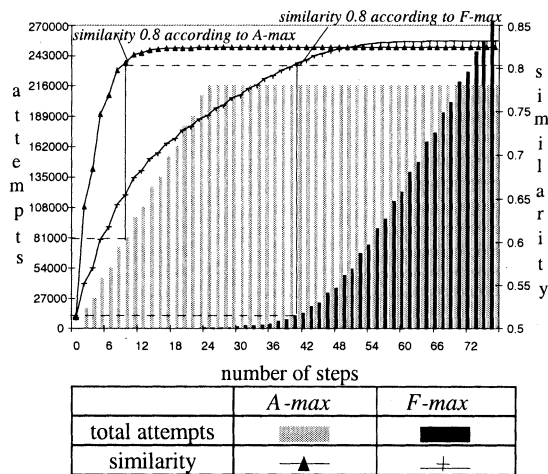 similarity 0.8 according to F-max
similarity 0.8 according to A-max
270000
243000
216000
189000
162000
135000
108000
81000
54000
27000
0
attempts
0.85
0.8
0.75
0.7
0.65
0.6
0.55
0.5
similarity
0 6 12 18 24 30 36 42 48 54 60 66 72
number of steps
A-max F-max
total attempts
similarity